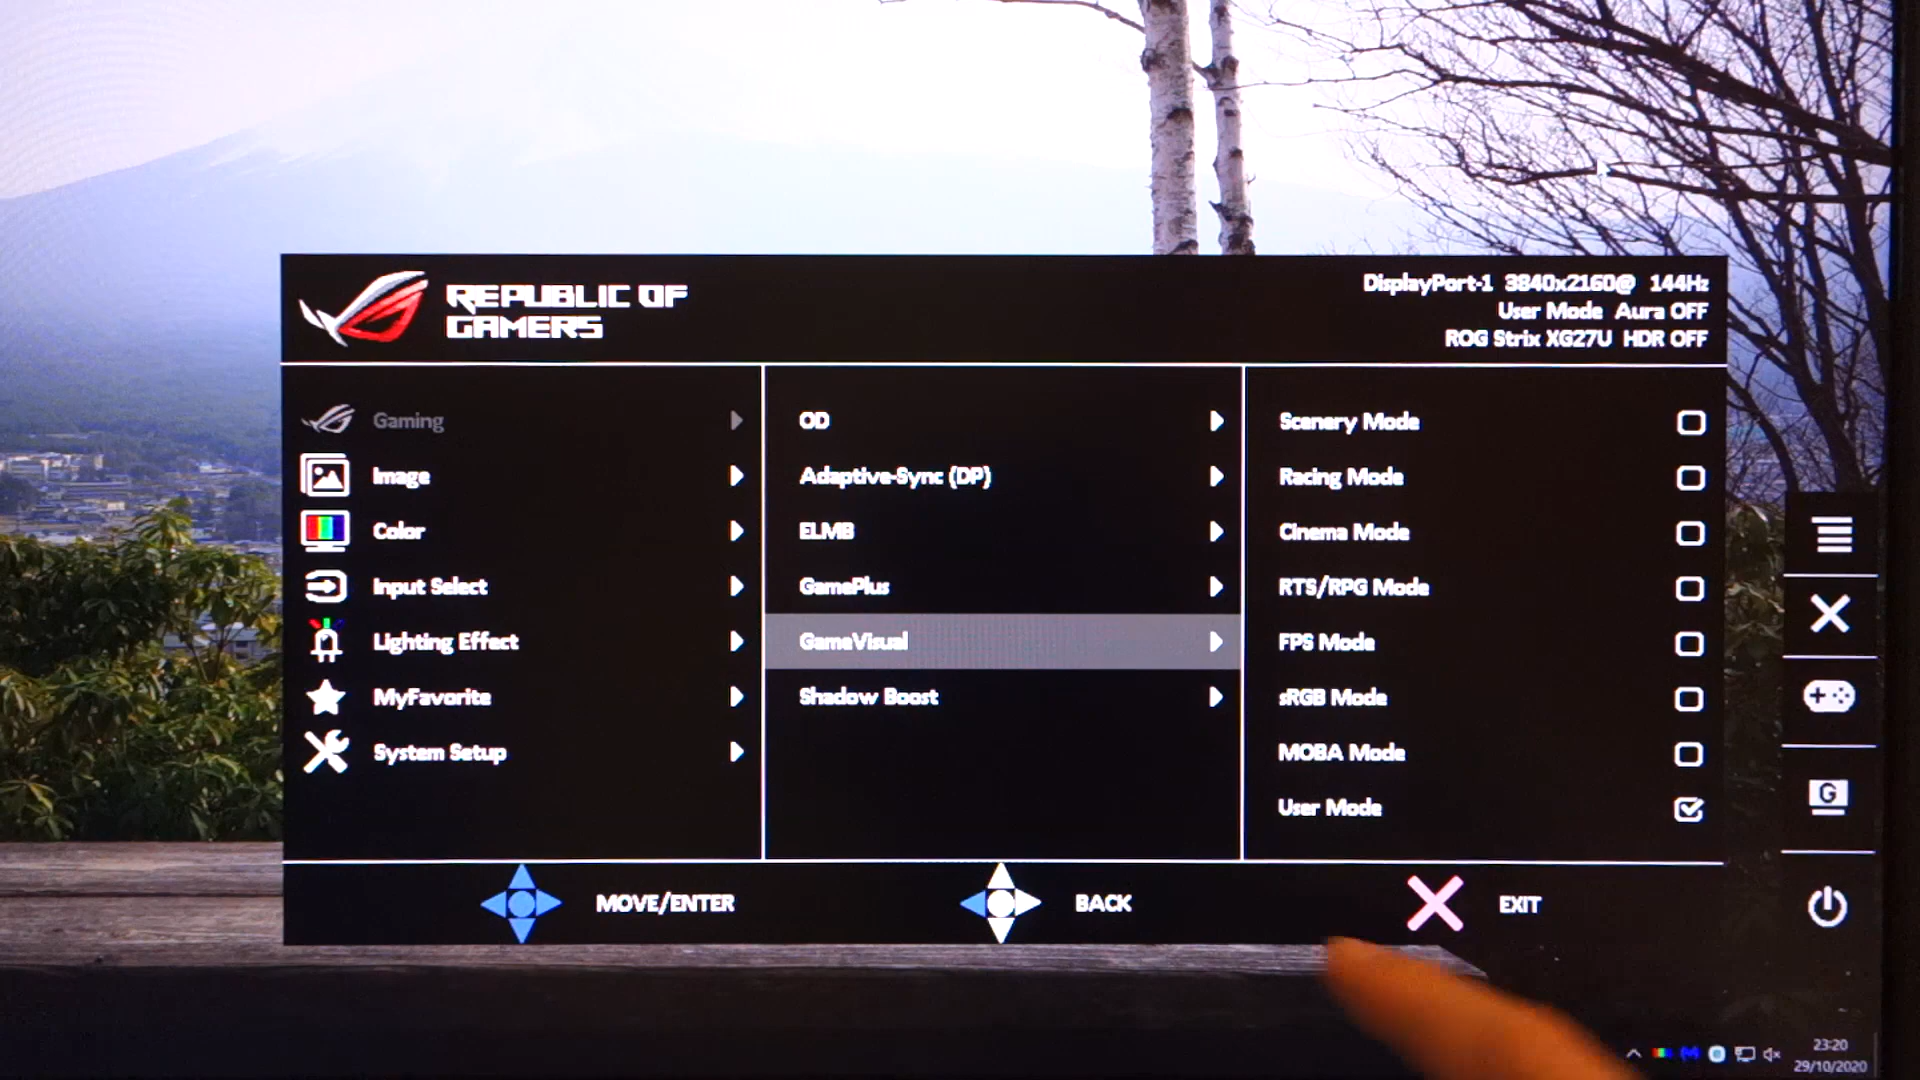 REPUBLIC OF
GAMERS
DisplayPort-1 3840x2160@ 144Hz
User Mode Aura OFF
ROG Strix XG27U HDR OFF
Gaming
Image
Color
Input Select
Lighting Effect
MyFavorite
System Setup
OD
Adaptive-Sync (DP)
ELMB
GamePlus
GameVisual
Shadow Boost
Scenery Mode
Racing Mode
Cinema Mode
RTS/RPG Mode
FPS Mode
sRGB Mode
MOBA Mode
User Mode
MOVE/ENTER
BACK
EXIT
G
23:20
29/10/2020